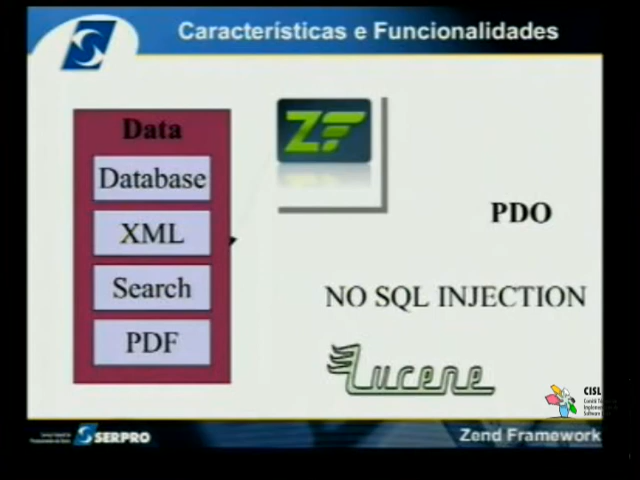 Características e Funcionalidades
Data
Database
XML
Search
PDF
ZF
PDO
NO SQL INJECTION
Lucene
CISL
SERPRO
Zend Framework